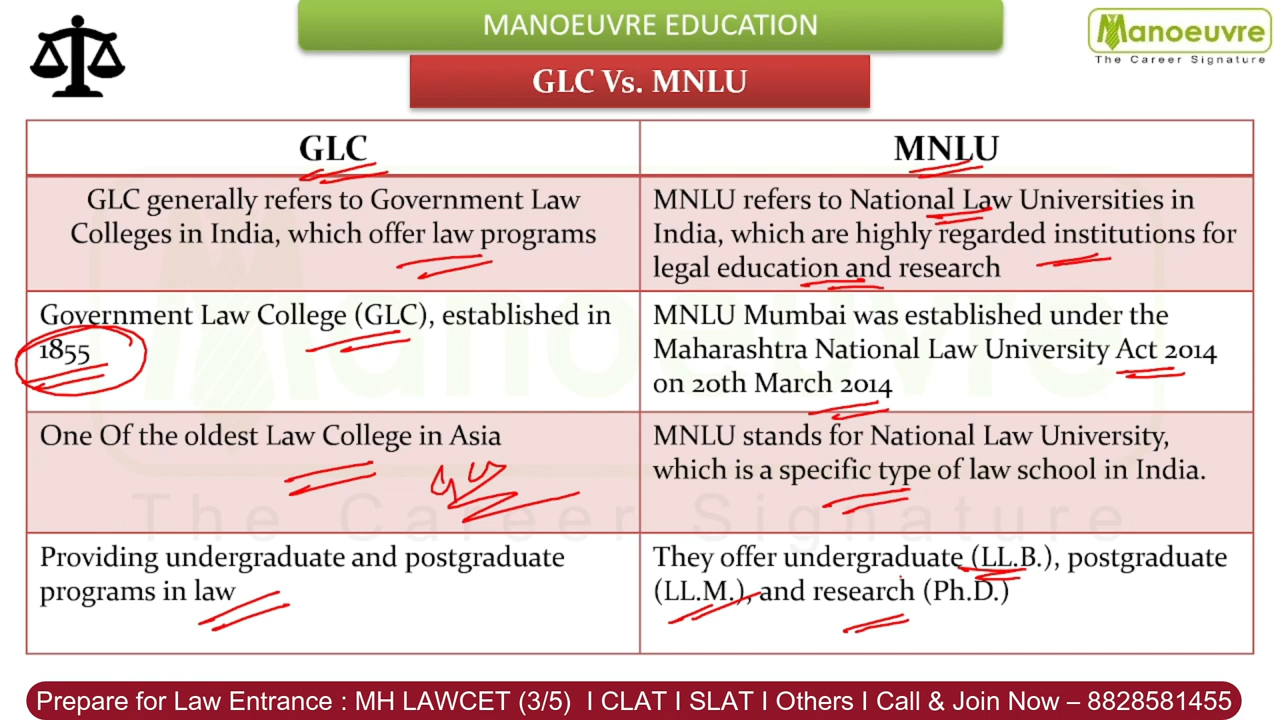 MANOEUVRE EDUCATION
Manoeuvre
The Career Signature
GLC Vs. MNLU
GLC
MNLU
GLC generally refers to Government Law
Colleges in India, which offer law programs
MNLU refers to National Law Universities in
India, which are highly regarded institutions for
legal education and research
Government Law College (GLC), established in
1855
MNLU Mumbai was established under the
Maharashtra National Law University Act 2014
on 20th March 2014
One Of the oldest Law College in Asia
MNLU stands for National Law University,
which is a specific type of law school in India.
Providing undergraduate and postgraduate
programs in law
They offer undergraduate (LL.B.), postgraduate
(LL.M.), and research (Ph.D.)
Manoeuvre
The Career Signature
Prepare for Law Entrance : MH LAWCET (3/5) I CLAT I SLAT I Others I Call & Join Now – 8828581455